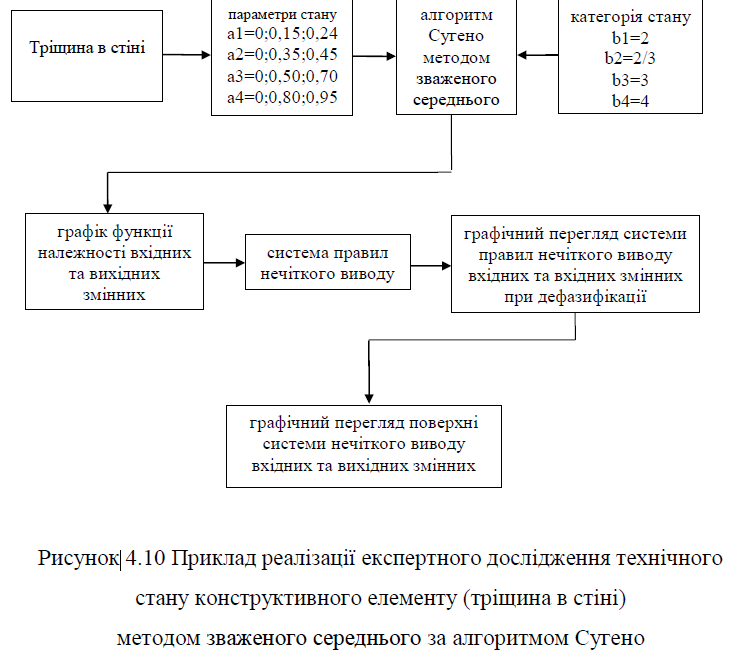 Тріщина в стіні
параметри стану
а1=0;0,15;0,24
а2=0;0,35;0,45
а3=0;0,50;0,70
а4=0;0,80;0,95
алгоритм
Сугено
методом
зваженого
середнього
категорія стану
b1=2
b2=2/3
b3=3
b4=4
графік функції
належності вхідних
та вихідних
змінних
система правил
нечіткого виводу
графічний перегляд системи
правил нечіткого виводу
вхідних та вхідних змінних
при дефазифікації
графічний перегляд поверхні
системи нечіткого виводу
вхідних та вихідних змінних
Рисунок 4.10 Приклад реалізації експертного дослідження технічного
стану конструктивного елементу (тріщина в стіні)
методом зваженого середнього за алгоритмом Сугено